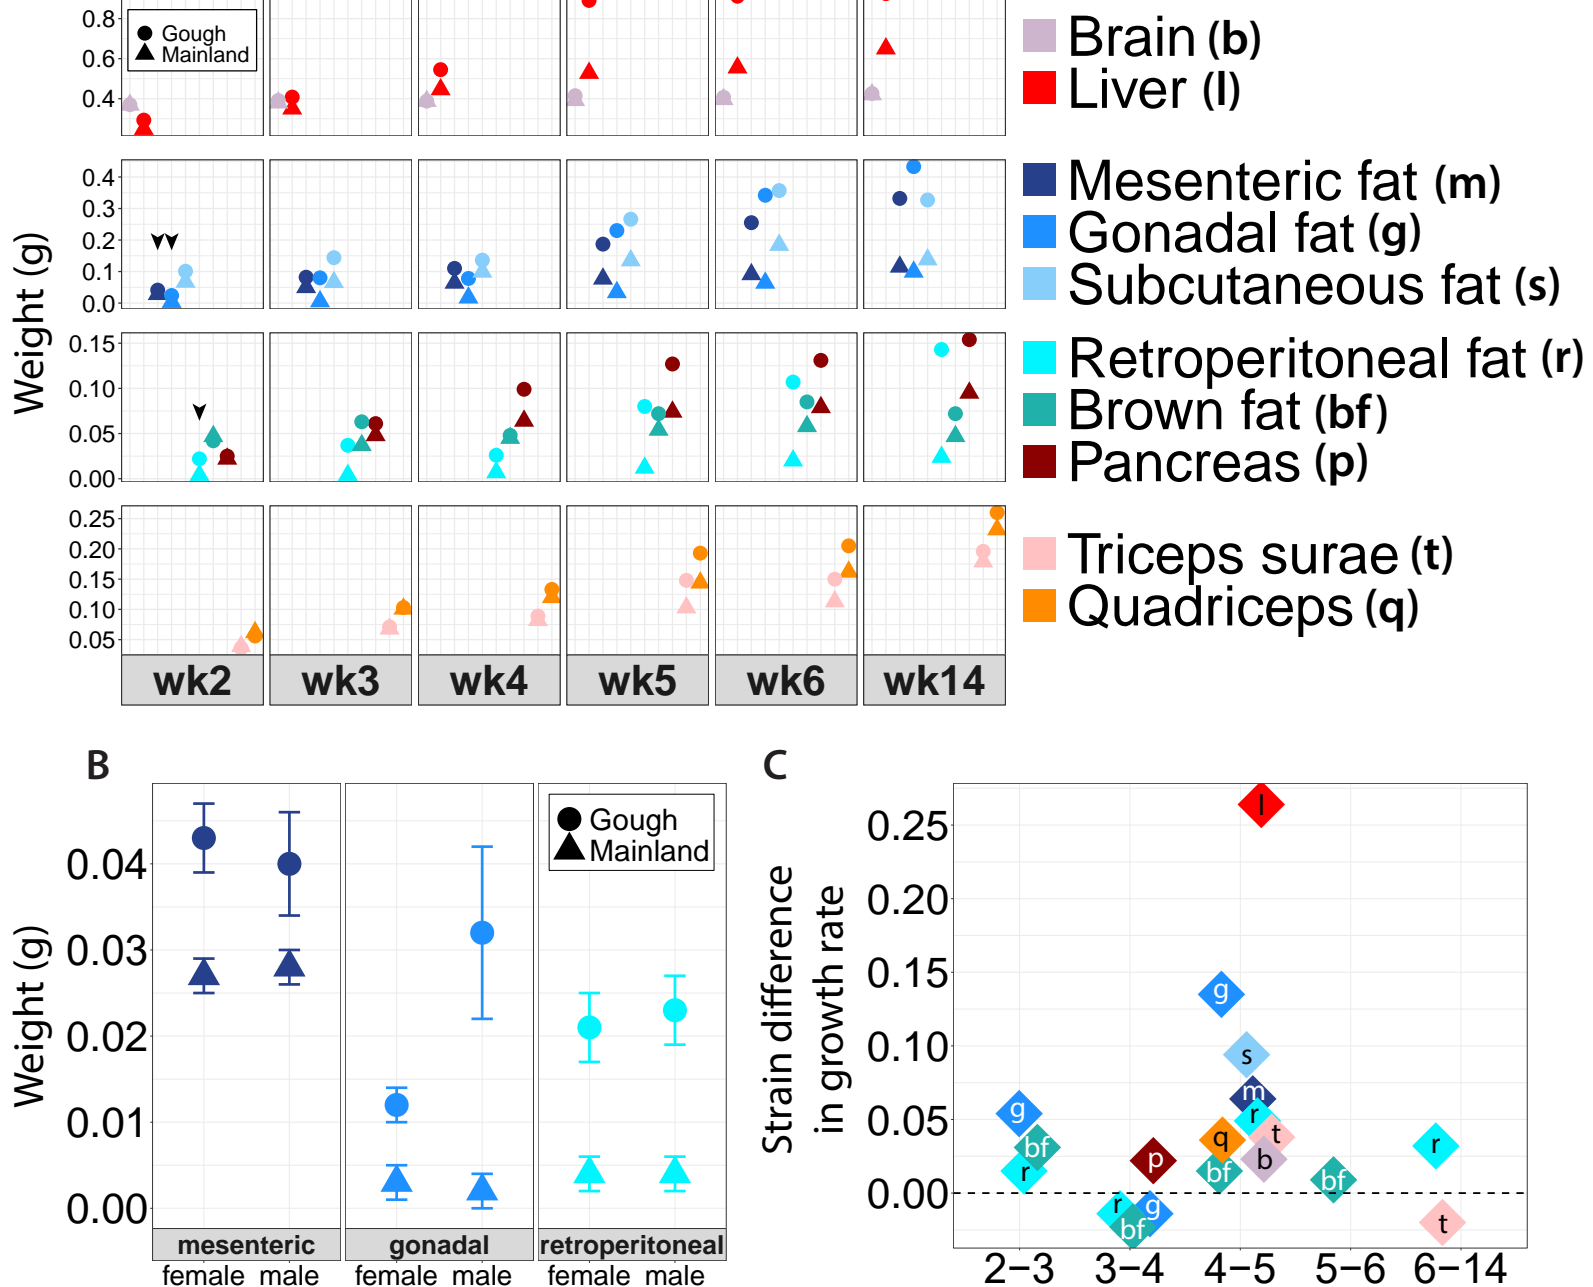 0.8
0.6
0.4
Gough
Mainland
Brain (b)
Liver (l)
Weight (g)
0.4
0.3
0.2
0.1
0.0
Mesenteric fat (m)
Gonadal fat (g)
Subcutaneous fat (s)
0.15
0.10
0.05
0.00
Retroperitoneal fat (r)
Brown fat (bf)
Pancreas (p)
0.25
0.20
0.15
0.10
0.05
Triceps surae (t)
Quadriceps (q)
wk2 wk3 wk4 wk5 wk6 wk14
B
Weight (g)
0.04
0.03
0.02
0.01
0.00
Gough
Mainland
mesenteric gonadal retroperitoneal
female male female male female male
C
Strain difference
in growth rate
0.25
0.20
0.15
0.10
0.05
0.00
l
g
s
m
g
r
t
q
bf
p
b
r
r
bf
bf
r
g
bf
t
2–3 3–4 4–5 5–6 6–14